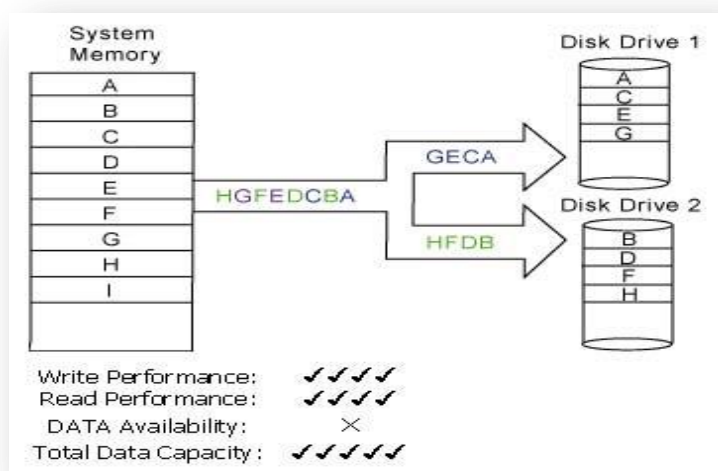 System
Memory
A
B
C
D
E
F
G
H
I
HGFEDCBA
GECA
HFDB
Disk Drive 1
A
C
E
G
Disk Drive 2
B
D
F
H
Write Performance: ✓✓✓✓
Read Performance: ✓✓✓✓
DATA Availability: ×
Total Data Capacity: ✓✓✓✓✓